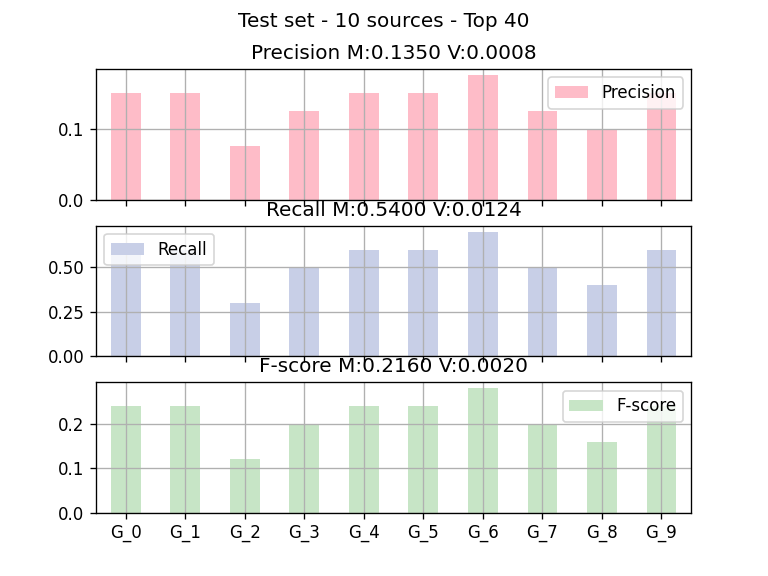 Test set - 10 sources - Top 40
Precision M:0.1350 V:0.0008
Precision
0.1
0.0
Recall M:0.5400 V:0.0124
Recall
0.50
0.25
0.00
F-score M:0.2160 V:0.0020
F-score
0.2
0.1
0.0
G_0 G_1 G_2 G_3 G_4 G_5 G_6 G_7 G_8 G_9